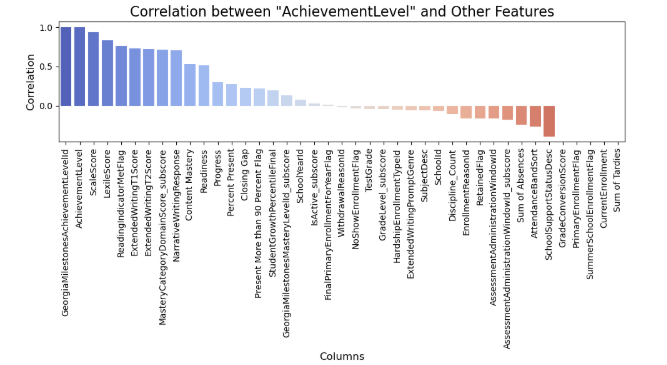 Correlation between "AchievementLevel" and Other Features
Correlation
1.0
0.5
0.0
GeorgiaMilestonesAchievementLevelId
AchievementLevel
ScaleScore
LexileScore
ReadingIndicatorMetFlag
ExtendedWritingT1Score
ExtendedWritingT2Score
MasteryCategoryDomainScore_subscore
NarrativeWritingResponse
Content Mastery
Readiness
Progress
Percent Present
Closing Gap
Present More than 90 Percent Flag
StudentGrowthPercentileFinal
GeorgiaMilestonesMasteryLevelId_subscore
SchoolYearId
IsActive_subscore
FinalPrimaryEnrollmentForYearFlag
WithdrawalReasonId
NoShowEnrollmentFlag
TestGrade
GradeLevel_subscore
HardshipEnrollmentTypeId
ExtendedWritingPromptGenre
SubjectDesc
SchoolId
Discipline_Count
EnrollmentReasonId
RetainedFlag
AssessmentAdministrationWindowId
AssessmentAdministrationWindowId_subscore
Sum of Absences
AttendanceBandSort
SchoolSupportStatusDesc
GradeConversionScore
PrimaryEnrollmentFlag
SummerSchoolEnrollmentFlag
CurrentEnrollment
Sum of Tardies
Columns